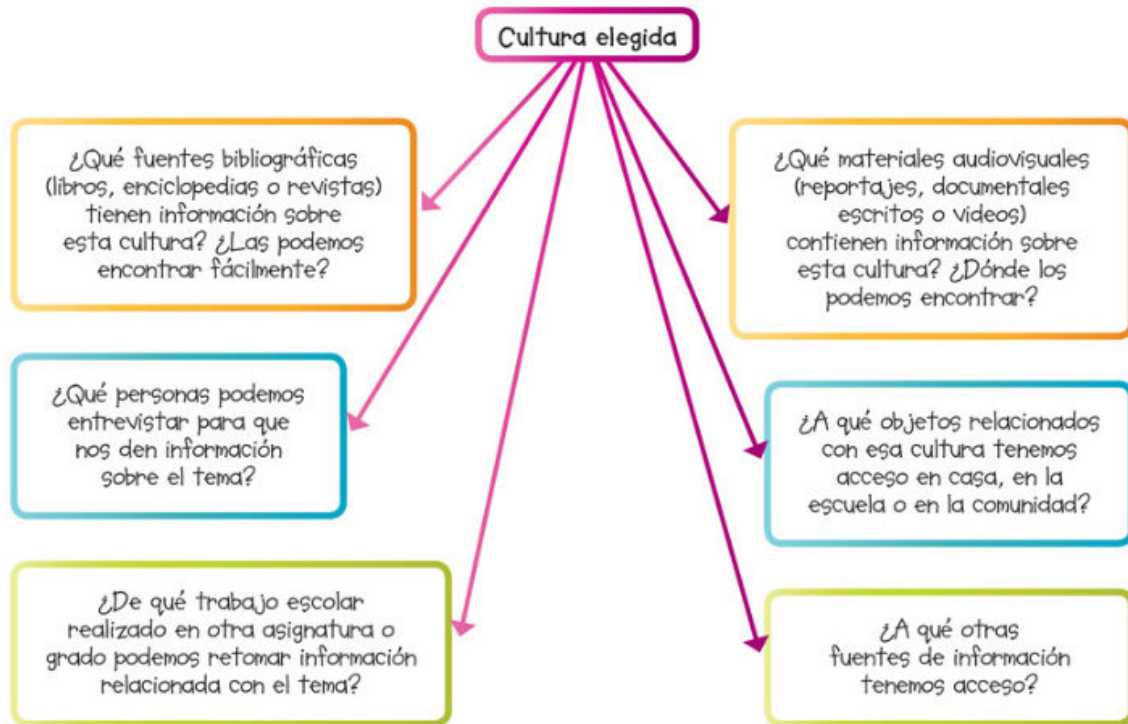 Cultura elegida
¿Qué fuentes bibliográficas
(libros, enciclopedias o revistas)
tienen información sobre
esta cultura? ¿Las podemos
encontrar fácilmente?
¿Qué materiales audiovisuales
(reportajes, documentales
escritos o videos)
contienen información sobre
esta cultura? ¿Dónde los
podemos encontrar?
¿Qué personas podemos
entrevistar para que
nos den información
sobre el tema?
¿A qué objetos relacionados
con esa cultura tenemos
acceso en casa, en la
escuela o en la comunidad?
¿De qué trabajo escolar
realizado en otra asignatura o
grado podemos retomar información
relacionada con el tema?
¿A qué otras
fuentes de información
tenemos acceso?